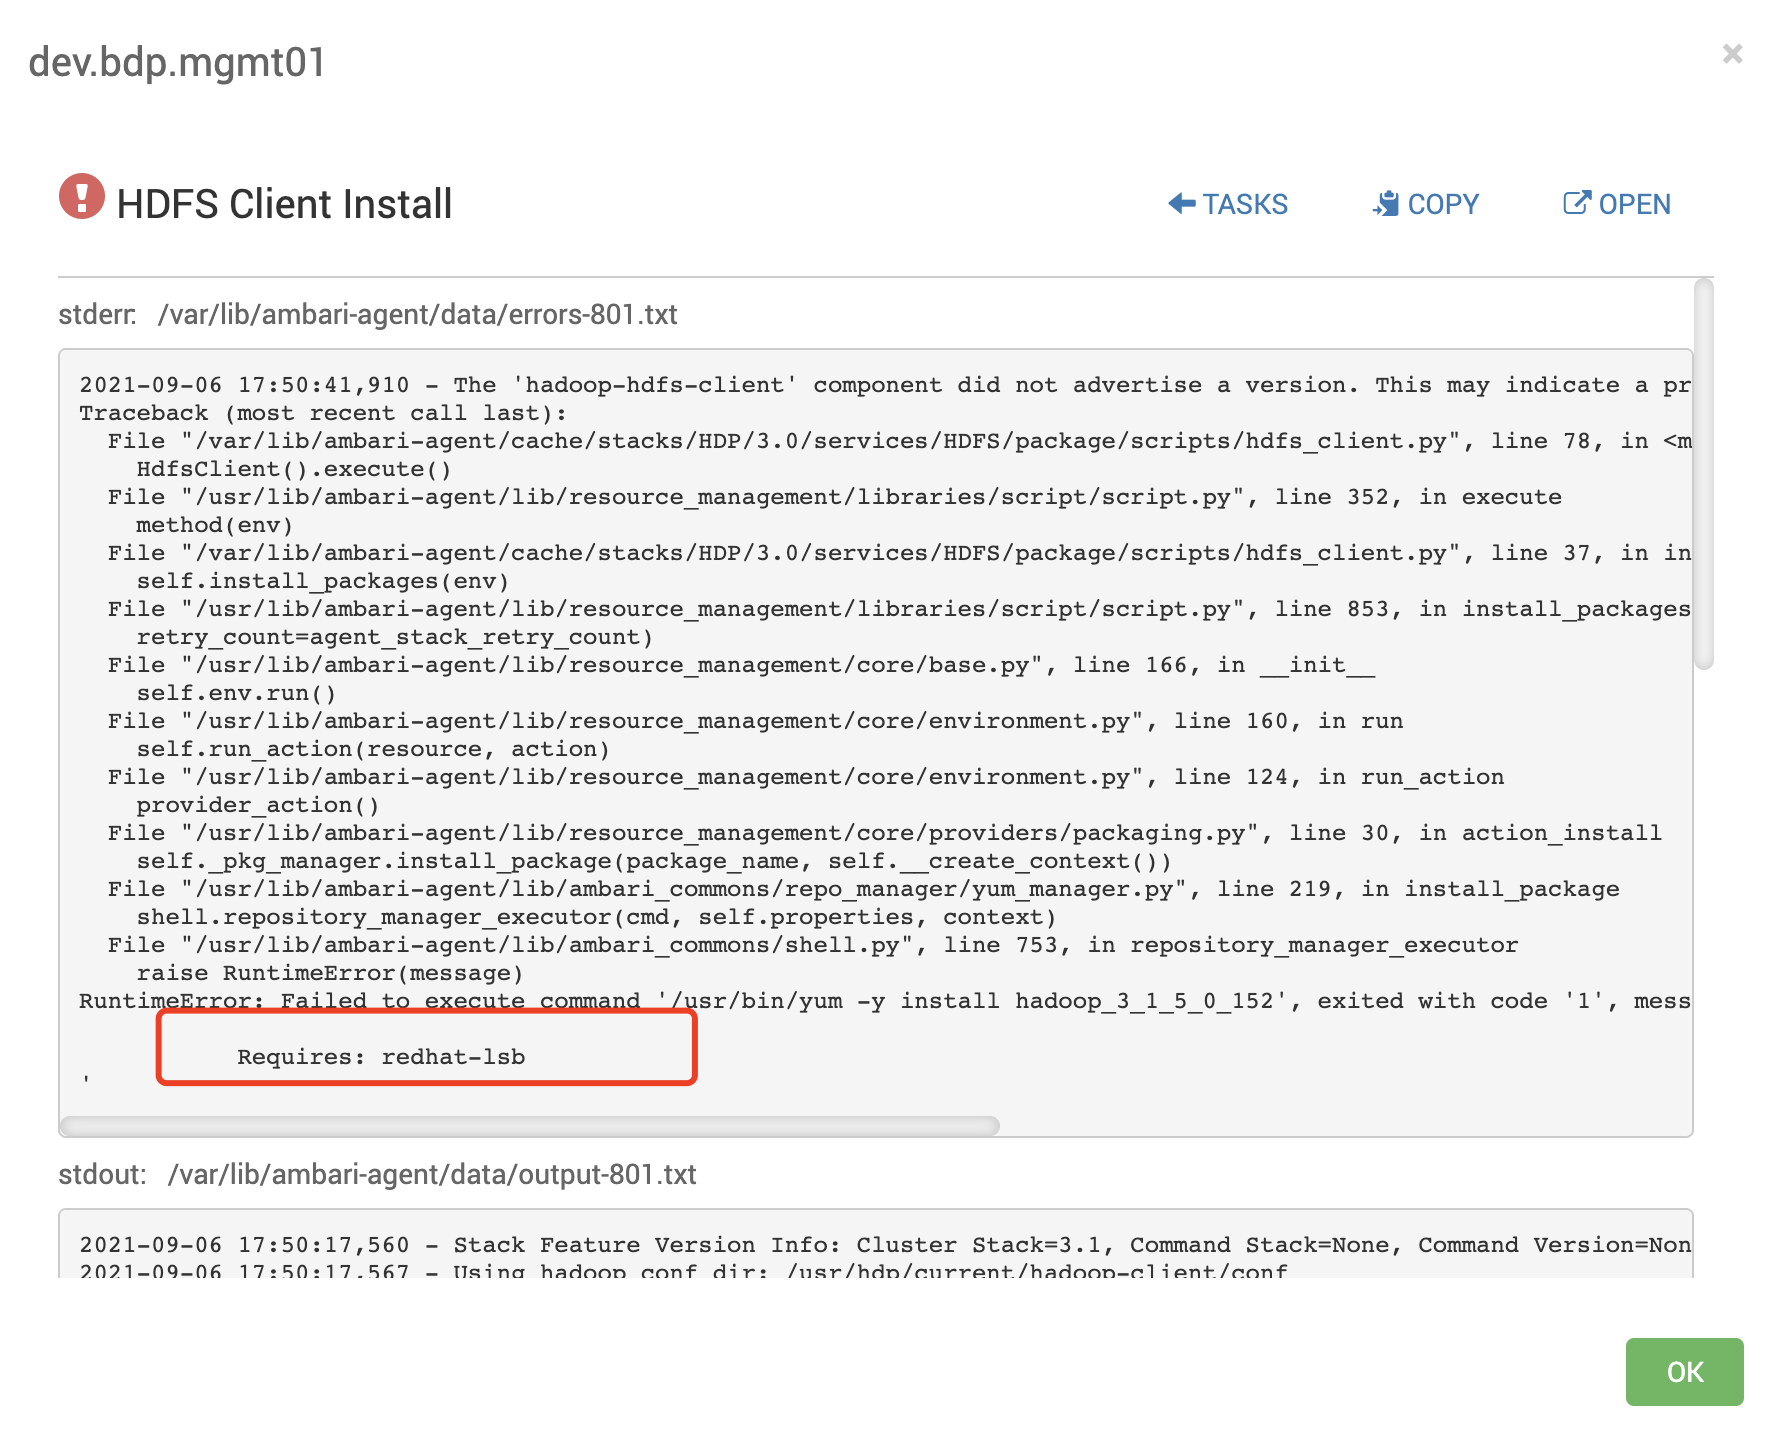 dev.bdp.mgmt01
×
HDFS Client Install
TASKS
COPY
OPEN
stderr: /var/lib/ambari-agent/data/errors-801.txt
2021-09-06 17:50:41,910 - The 'hadoop-hdfs-client' component did not advertise a version. This may indicate a pr
Traceback (most recent call last):
  File "/var/lib/ambari-agent/cache/stacks/HDP/3.0/services/HDFS/package/scripts/hdfs_client.py", line 78, in <m
    HdfsClient().execute()
  File "/usr/lib/ambari-agent/lib/resource_management/libraries/script/script.py", line 352, in execute
    method(env)
  File "/var/lib/ambari-agent/cache/stacks/HDP/3.0/services/HDFS/package/scripts/hdfs_client.py", line 37, in in
    self.install_packages(env)
  File "/usr/lib/ambari-agent/lib/resource_management/libraries/script/script.py", line 853, in install_packages
    retry_count=agent_stack_retry_count)
  File "/usr/lib/ambari-agent/lib/resource_management/core/base.py", line 166, in __init__
    self.env.run()
  File "/usr/lib/ambari-agent/lib/resource_management/core/environment.py", line 160, in run
    self.run_action(resource, action)
  File "/usr/lib/ambari-agent/lib/resource_management/core/environment.py", line 124, in run_action
    provider_action()
  File "/usr/lib/ambari-agent/lib/resource_management/core/providers/packaging.py", line 30, in action_install
    self._pkg_manager.install_package(package_name, self.__create_context())
  File "/usr/lib/ambari-agent/lib/ambari_commons/repo_manager/yum_manager.py", line 219, in install_package
    shell.repository_manager_executor(cmd, self.properties, context)
  File "/usr/lib/ambari-agent/lib/ambari_commons/shell.py", line 753, in repository_manager_executor
    raise RuntimeError(message)
RuntimeError: Failed to execute command '/usr/bin/yum -y install hadoop_3_1_5_0_152', exited with code '1', mess
           Requires: redhat-lsb
'
stdout: /var/lib/ambari-agent/data/output-801.txt
2021-09-06 17:50:17,560 - Stack Feature Version Info: Cluster Stack=3.1, Command Stack=None, Command Version=Non
2021-09-06 17:50:17,567 - Using hadoop conf dir: /usr/hdp/current/hadoop-client/conf
OK